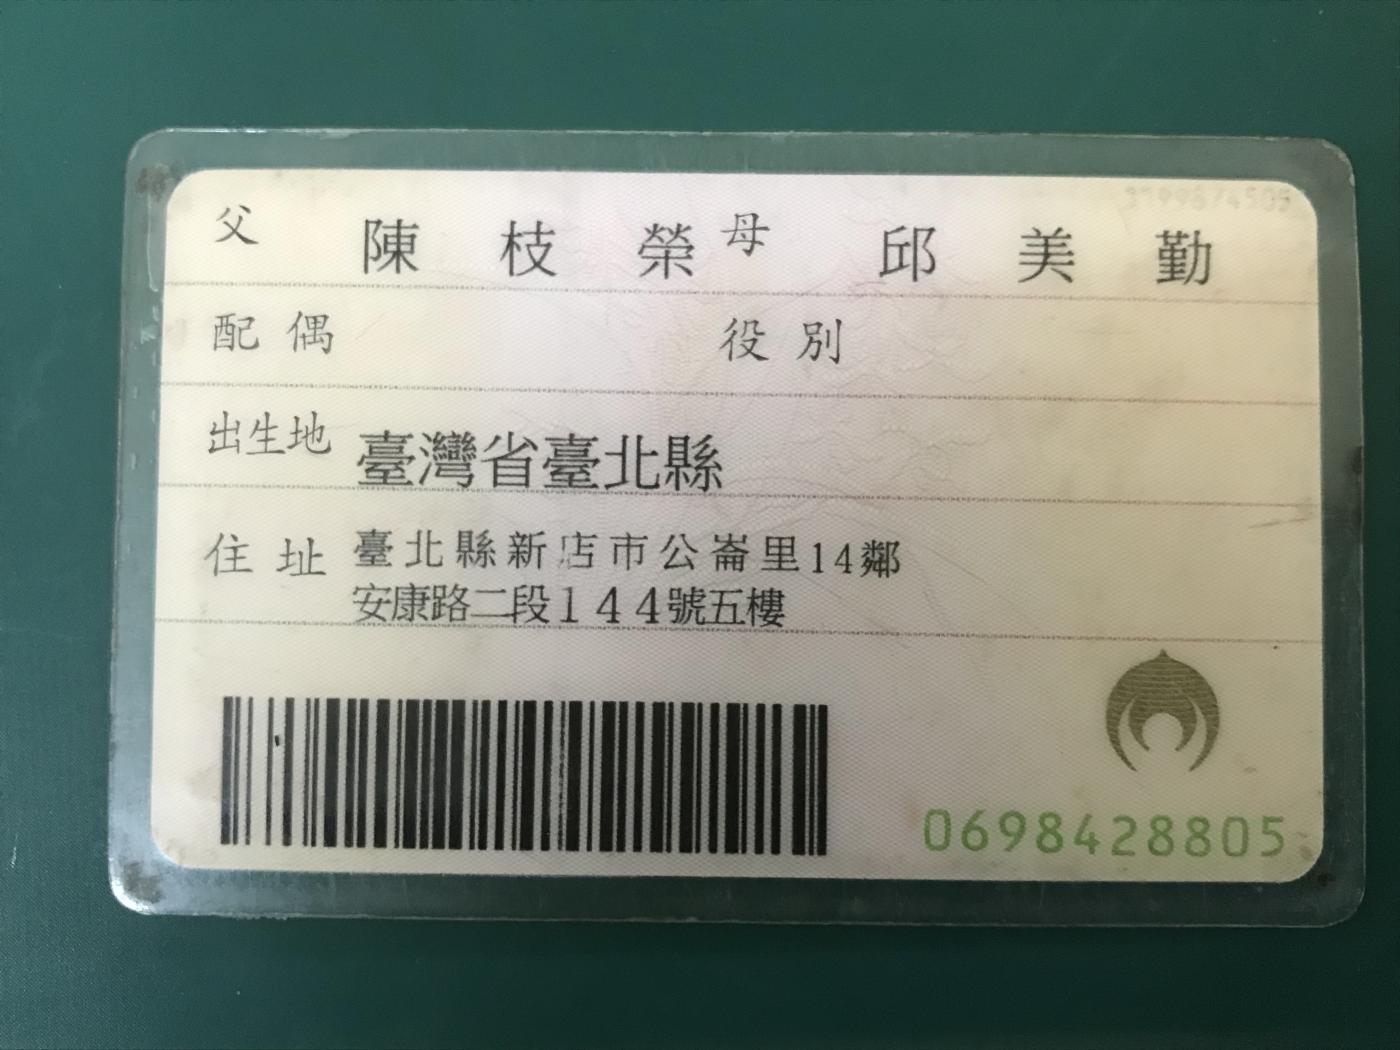 父 陳枝榮 母 邱美勤
配偶 役別
出生地 臺灣省臺北縣
住址 臺北縣新店市公崙里14鄰
安康路二段144號五樓
0698428805